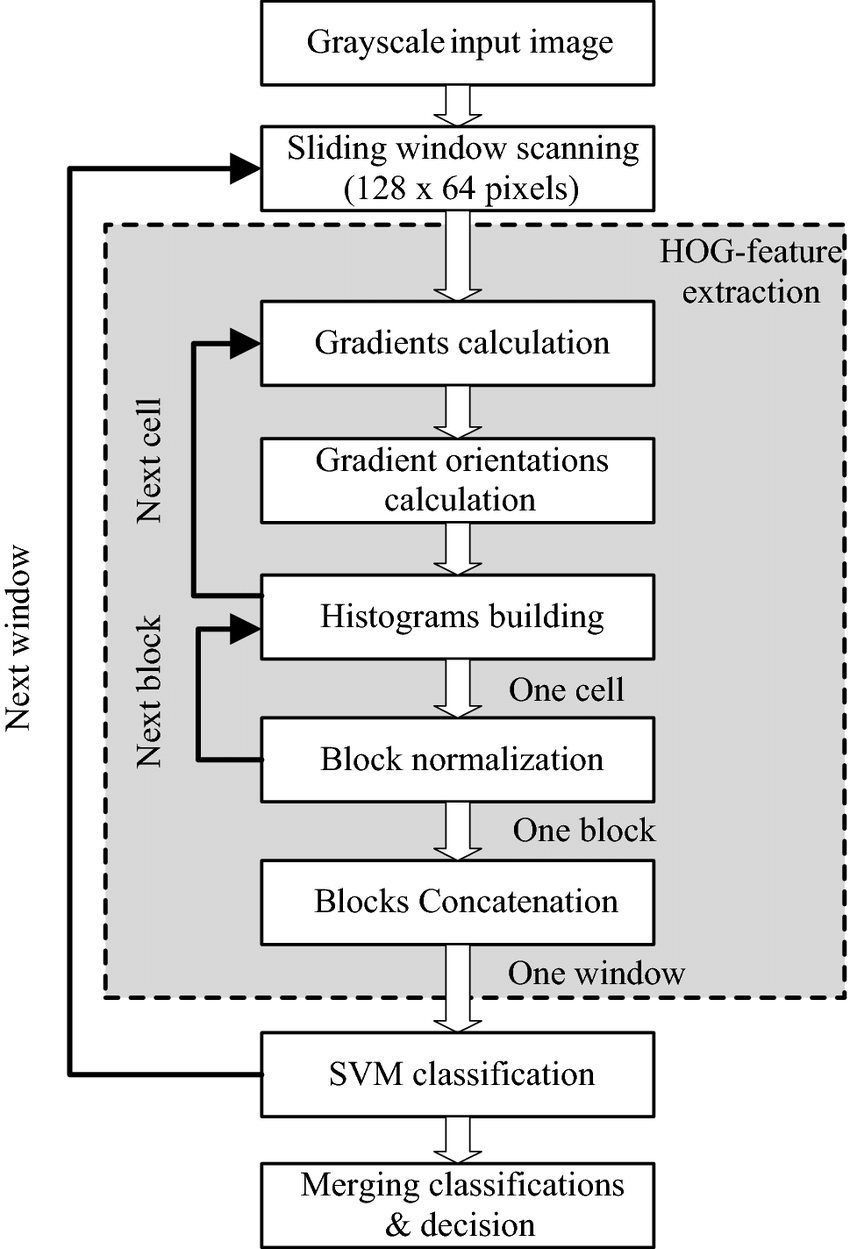 Grayscale input image
Sliding window scanning
(128 x 64 pixels)
HOG-feature
extraction
Gradients calculation
Next cell
Gradient orientations
calculation
Histograms building
Next window
Next block
One cell
Block normalization
One block
Blocks Concatenation
One window
SVM classification
Merging classifications
& decision